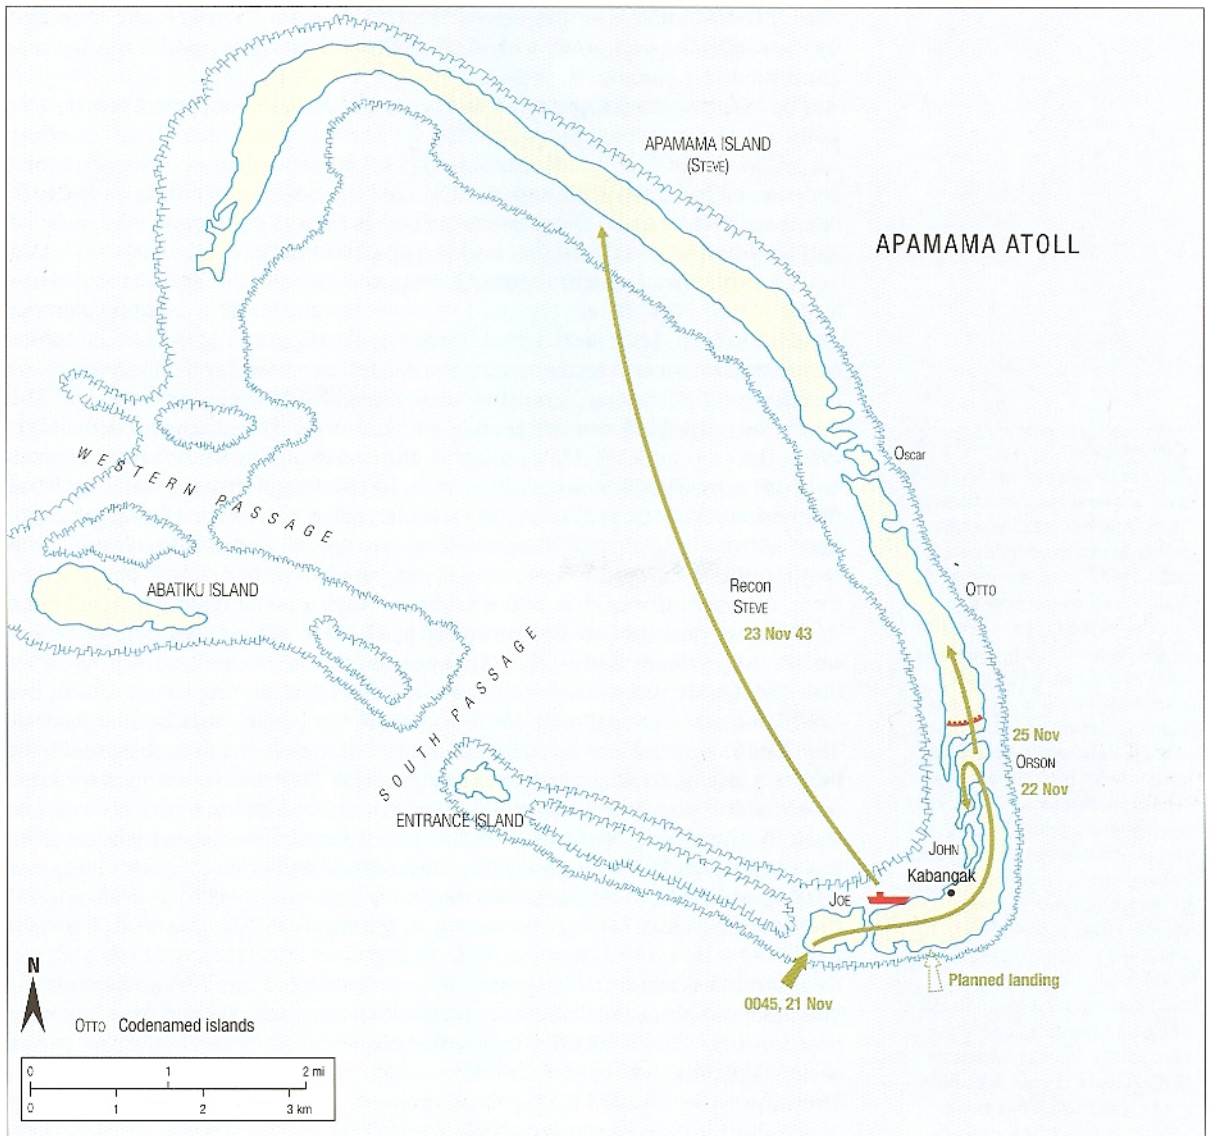 APAMAMA ISLAND
(STEVE)
APAMAMA ATOLL
Oscar
WESTERN PASSAGE
ABATIKU ISLAND
Recon
STEVE
23 Nov 43
OTTO
SOUTH PASSAGE
25 Nov
ORSON
22 Nov
ENTRANCE ISLAND
JOHN
Kabangak
JOE
Planned landing
0045, 21 Nov
N
OTTO Codenamed islands
0 1 2 mi
0 1 2 3 km